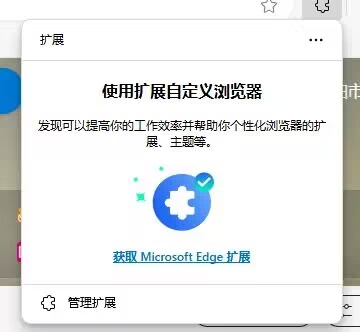 扩展
使用扩展自定义浏览器
发现可以提高你的工作效率并帮助你个性化浏览器的扩
展、主题等。
获取 Microsoft Edge 扩展
管理扩展